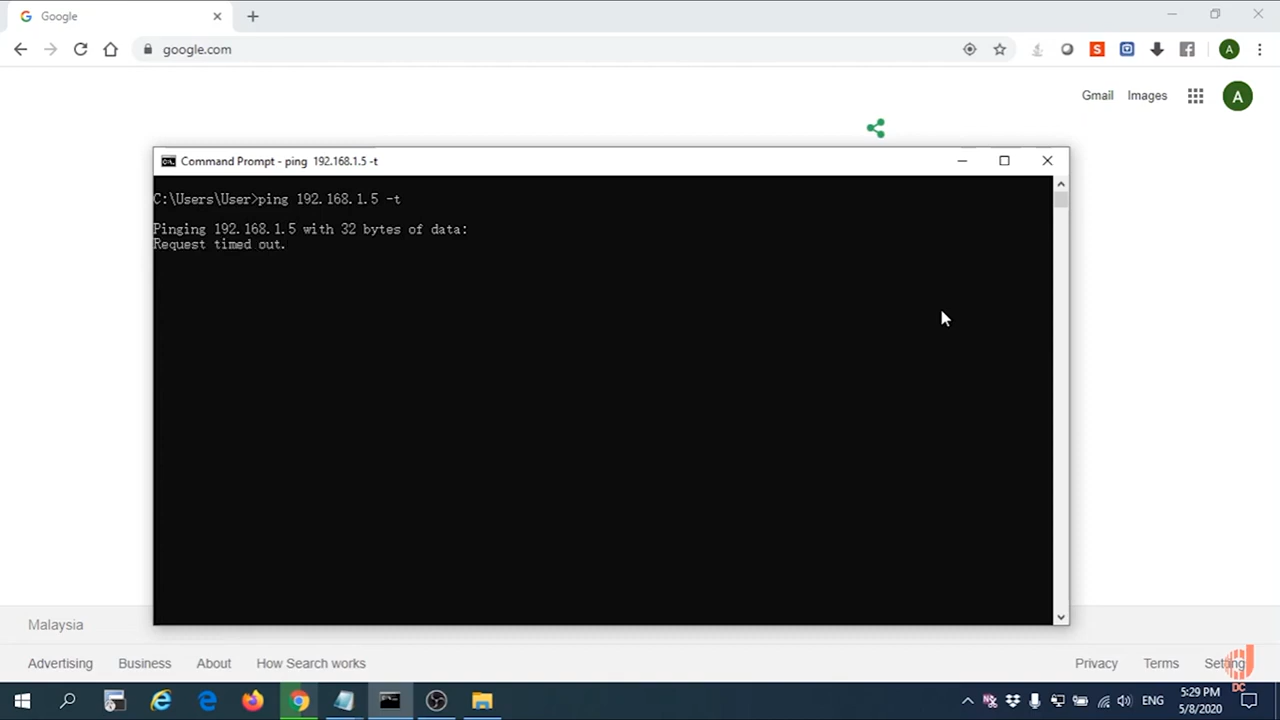 Google
google.com
S
A
Gmail Images
A
Command Prompt - ping 192.168.1.5 -t
C:\Users\User>ping 192.168.1.5 -t
Pinging 192.168.1.5 with 32 bytes of data:
Request timed out.
Malaysia
Advertising Business About How Search works
Privacy Terms Setting
DC
ENG
5:29 PM
5/8/2020